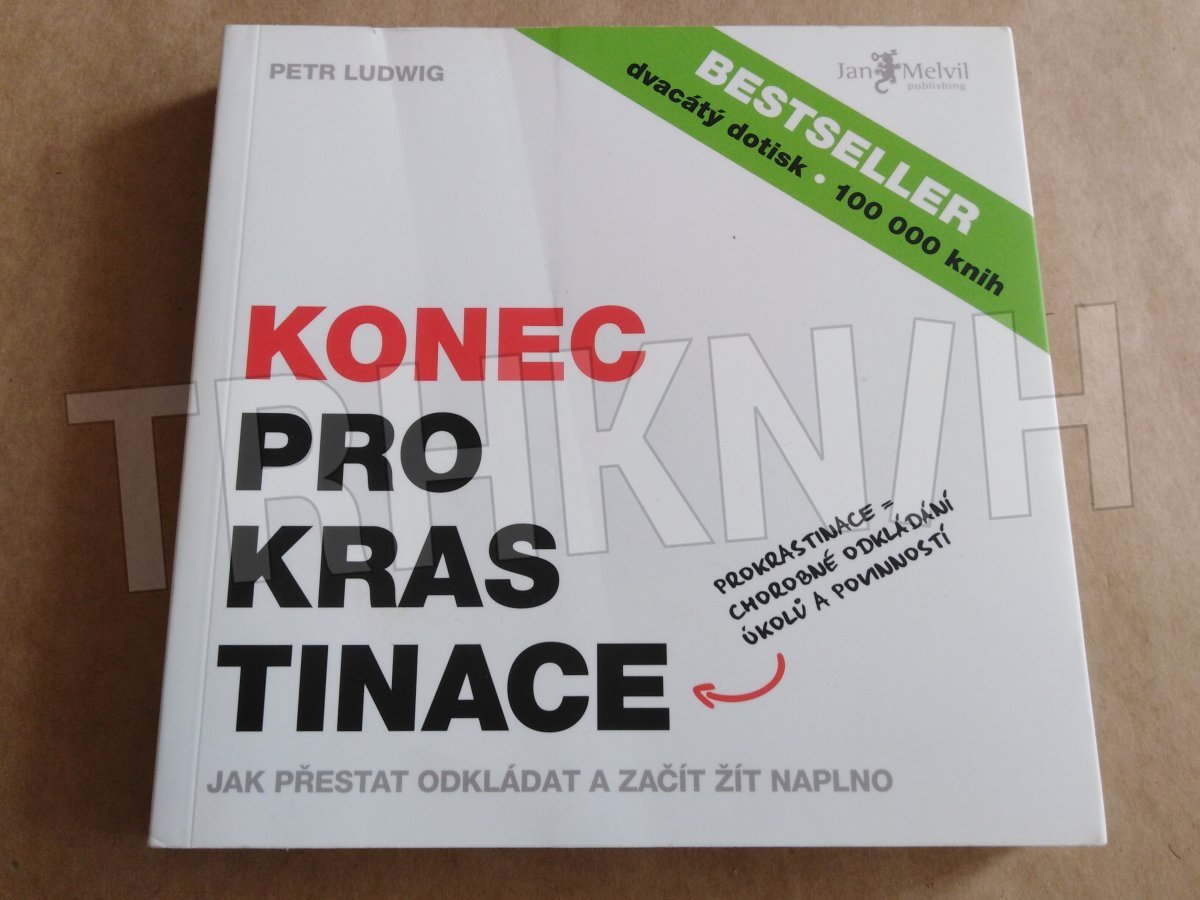 PETR LUDWIG
Jan Melvil
publishing
BESTSELLER
dvacátý dotisk • 100 000 knih
KONEC
PRO
KRAS
TINACE
PROKRASTINACE =
CHOROBNÉ ODKLÁDÁNÍ
ÚKOLŮ A POVINNOSTÍ
JAK PŘESTAT ODKLÁDAT A ZAČÍT ŽÍT NAPLNO
TRHKN/H